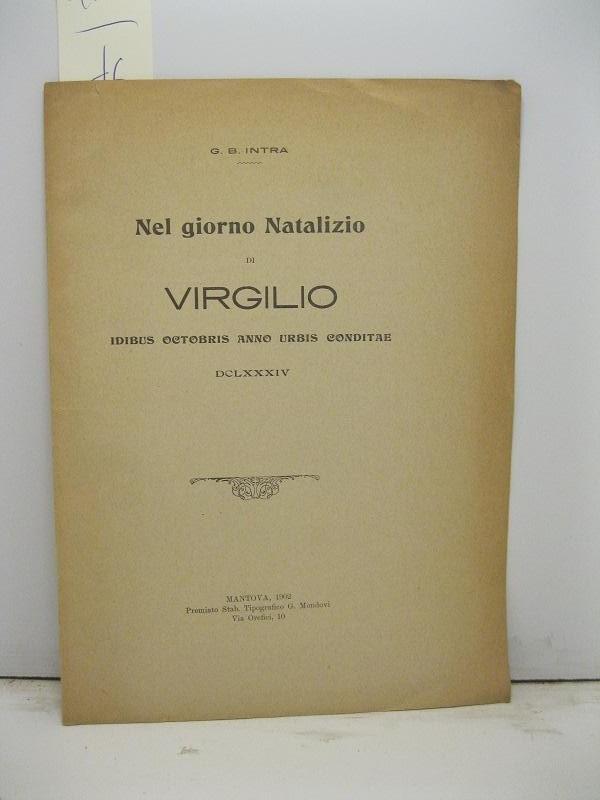 G. B. INTRA
Nel giorno Natalizio
DI
VIRGILIO
IDIBUS OCTOBRIS ANNO URBIS CONDITAE
DCLXXXIV
MANTOVA, 1902
Premiato Stab. Tipografico G. Mondovi
Via Orefici, 10